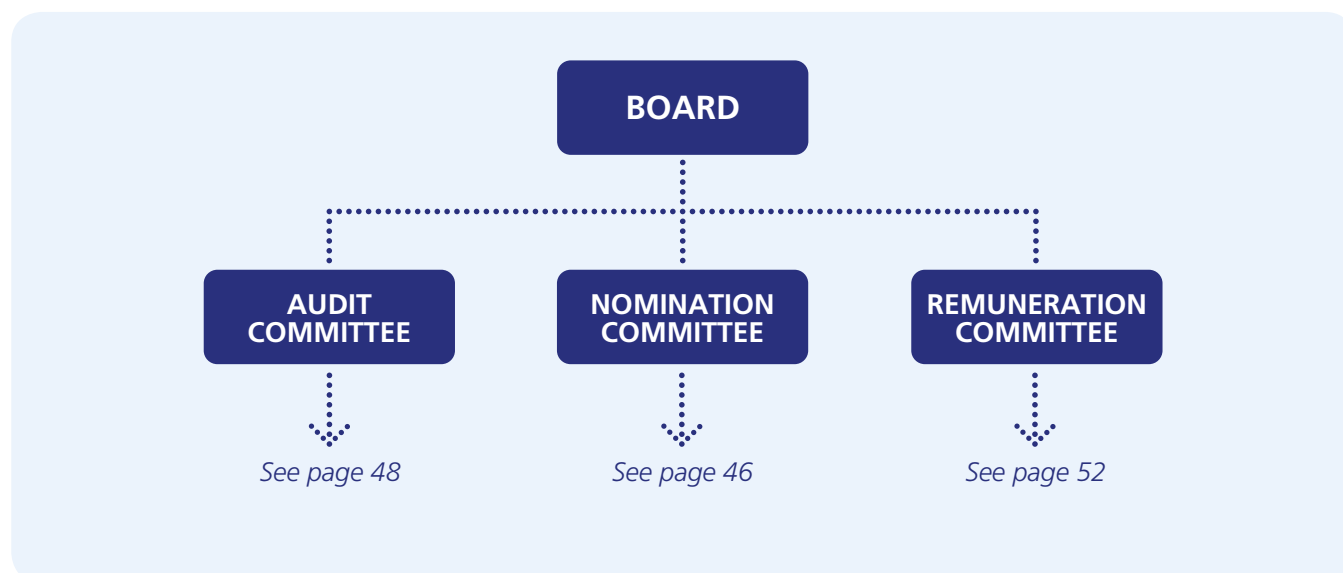 BOARD
AUDIT
COMMITTEE
NOMINATION
COMMITTEE
REMUNERATION
COMMITTEE
See page 48
See page 46
See page 52